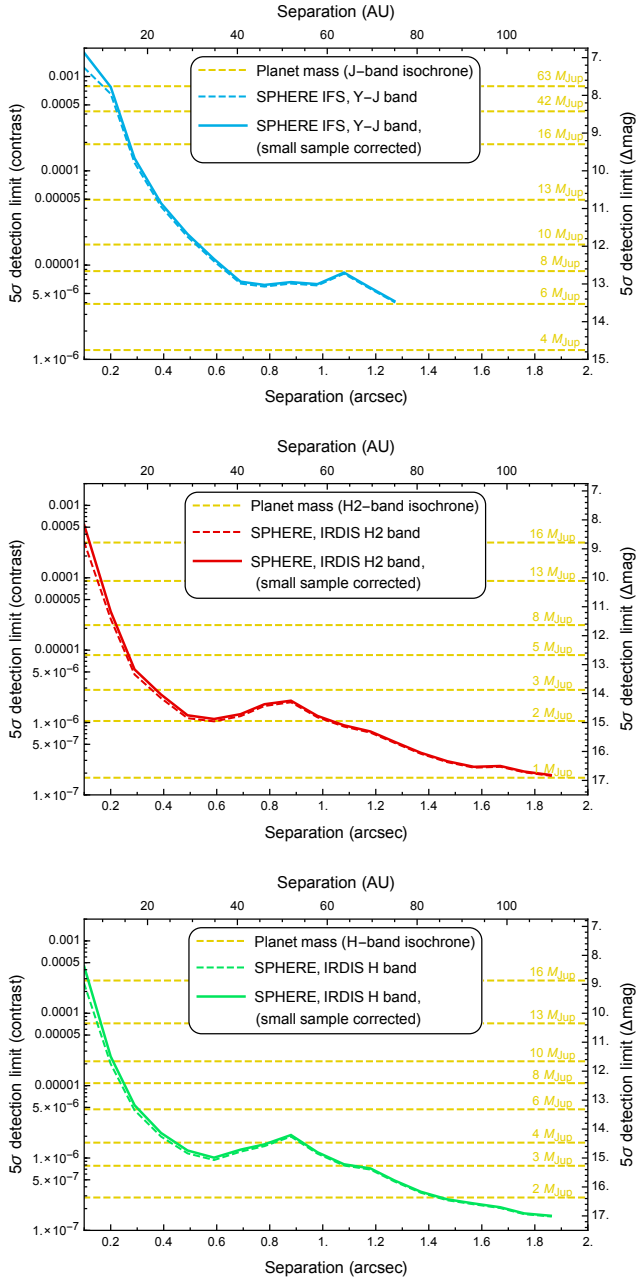 Separation (AU)
20 40 60 80 100
Planet mass (J-band isochrone)
SPHERE IFS, Y-J band
SPHERE IFS, Y-J band,
(small sample corrected)
5σ detection limit (contrast)
0.001
0.0005
0.0001
0.00005
0.00001
5.×10⁻⁶
1.×10⁻⁶
63 MJup
42 MJup
16 MJup
13 MJup
10 MJup
8 MJup
6 MJup
4 MJup
7.
8.
9.
10.
11.
12.
13.
14.
15.
5σ detection limit (Δmag)
0.2 0.4 0.6 0.8 1. 1.2 1.4 1.6 1.8 2.
Separation (arcsec)
Separation (AU)
20 40 60 80 100
Planet mass (H2-band isochrone)
SPHERE, IRDIS H2 band
SPHERE, IRDIS H2 band,
(small sample corrected)
5σ detection limit (contrast)
0.001
0.0005
0.0001
0.00005
0.00001
5.×10⁻⁶
1.×10⁻⁶
5.×10⁻⁷
1.×10⁻⁷
16 MJup
13 MJup
8 MJup
5 MJup
3 MJup
2 MJup
1 MJup
7.
8.
9.
10.
11.
12.
13.
14.
15.
16.
17.
5σ detection limit (Δmag)
0.2 0.4 0.6 0.8 1. 1.2 1.4 1.6 1.8 2.
Separation (arcsec)
Separation (AU)
20 40 60 80 100
Planet mass (H-band isochrone)
SPHERE, IRDIS H band
SPHERE, IRDIS H band,
(small sample corrected)
5σ detection limit (contrast)
0.001
0.0005
0.0001
0.00005
0.00001
5.×10⁻⁶
1.×10⁻⁶
5.×10⁻⁷
1.×10⁻⁷
16 MJup
13 MJup
10 MJup
8 MJup
6 MJup
4 MJup
3 MJup
2 MJup
7.
8.
9.
10.
11.
12.
13.
14.
15.
16.
17.
5σ detection limit (Δmag)
0.2 0.4 0.6 0.8 1. 1.2 1.4 1.6 1.8 2.
Separation (arcsec)